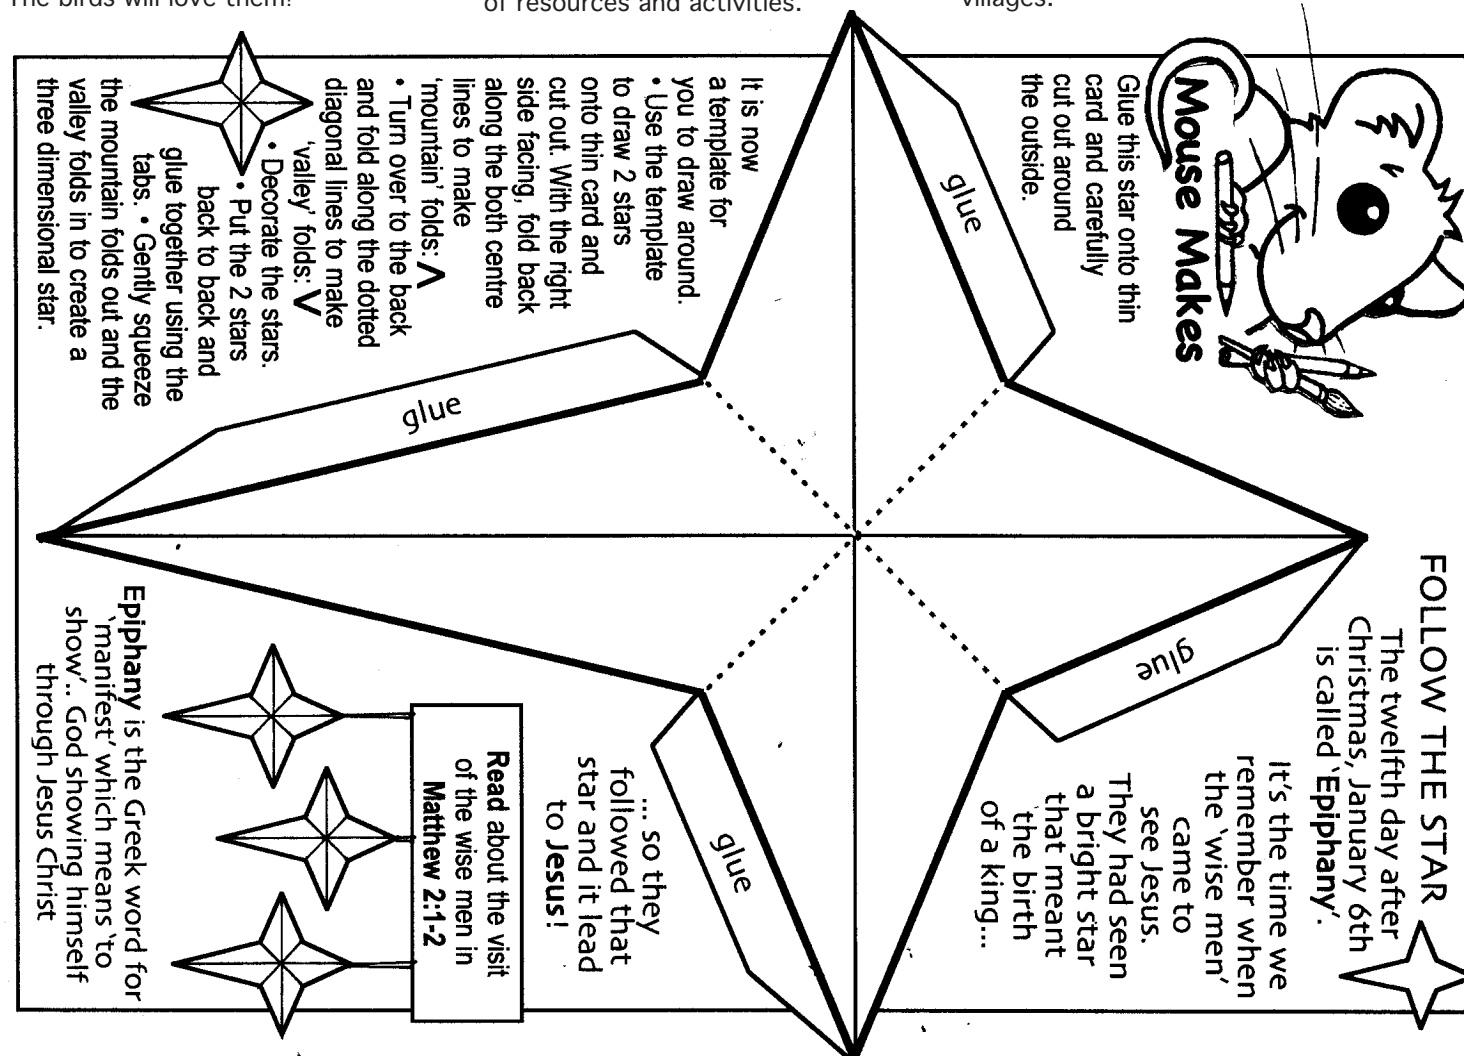 The birds will love them!
of resources and activities.
villages.
Mouse Makes
Glue this star onto thin
card and carefully
cut out around
the outside.
It is now
a template for
you to draw around.
• Use the template
to draw 2 stars
onto thin card and
cut out. With the right
side facing, fold back
along the both centre
lines to make
'mountain' folds: Λ
• Turn over to the back
and fold along the dotted
diagonal lines to make
'valley' folds: V
• Decorate the stars.
• Put the 2 stars
back to back and
glue together using the
tabs. • Gently squeeze
the mountain folds out and the
valley folds in to create a
three dimensional star.
glue
glue
glue
glue
FOLLOW THE STAR
The twelfth day after
Christmas, January 6th
is called 'Epiphany'.
It's the time we
remember when
the 'wise men'
came to
see Jesus.
They had seen
a bright star
that meant
the birth
of a king...
... so they
followed that
star and it lead
to Jesus!
Read about the visit
of the wise men in
Matthew 2:1-2
Epiphany is the Greek word for
'manifest' which means 'to
show'.. God showing himself
through Jesus Christ